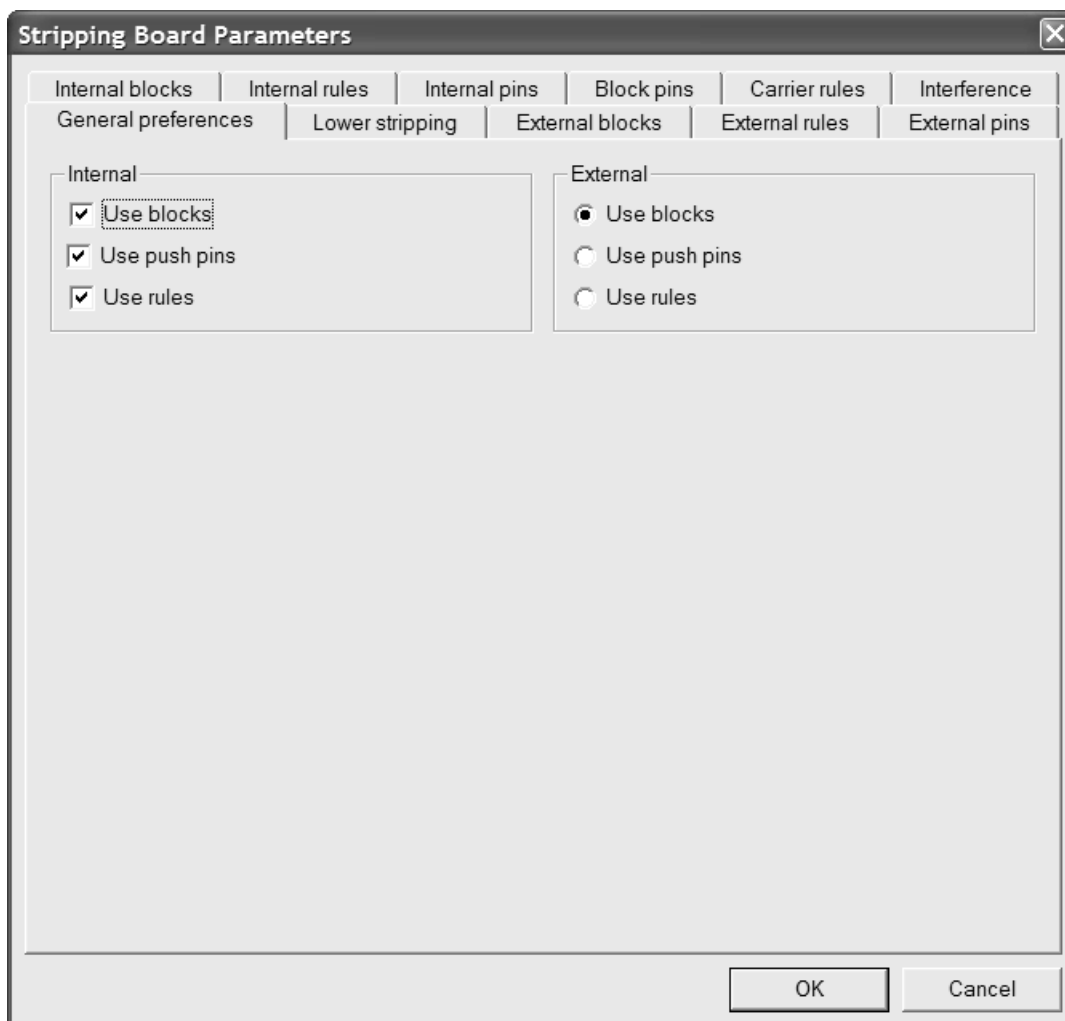 Stripping Board Parameters
Internal blocks Internal rules Internal pins Block pins Carrier rules Interference
General preferences Lower stripping External blocks External rules External pins
Internal External
Use blocks Use blocks
Use push pins Use push pins
Use rules Use rules
OK Cancel